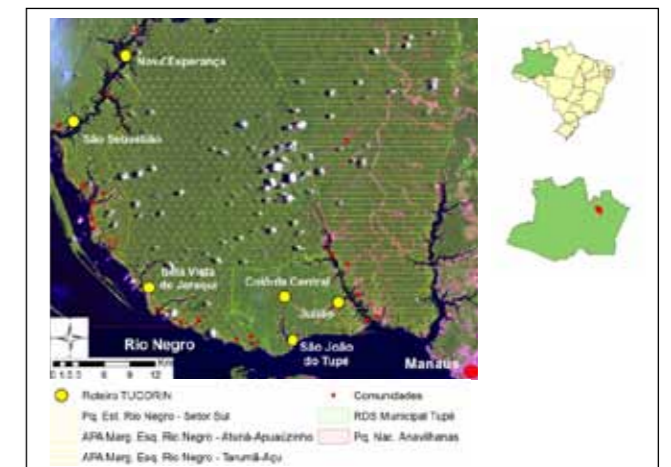 Nova Esperança
São Sebastião
Bela Vista
do Jaraqui
Colônia Central
Julião
São João
do Tupé
Rio Negro
Manaus
Km
Roteiro TUCORIN
Comunidades
Pq. Est. Rio Negro - Setor Sul
RDS Municipal Tupé
APA Marg. Esq. Rio Negro - Aturiá-Apuauzinho
Pq. Nac. Anavilhanas
APA Marg. Esq. Rio Negro - Tarumã-Açu